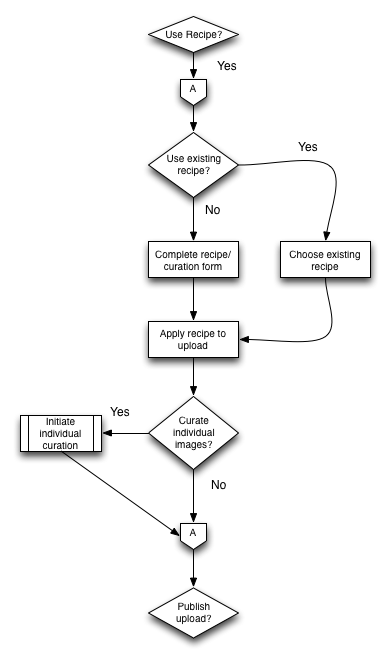 Use Recipe?
Yes
A
Use existing
recipe?
Yes
No
Complete recipe/
curation form
Choose existing
recipe
Apply recipe to
upload
Curate
individual
images?
Yes
Initiate
individual
curation
No
A
Publish
upload?